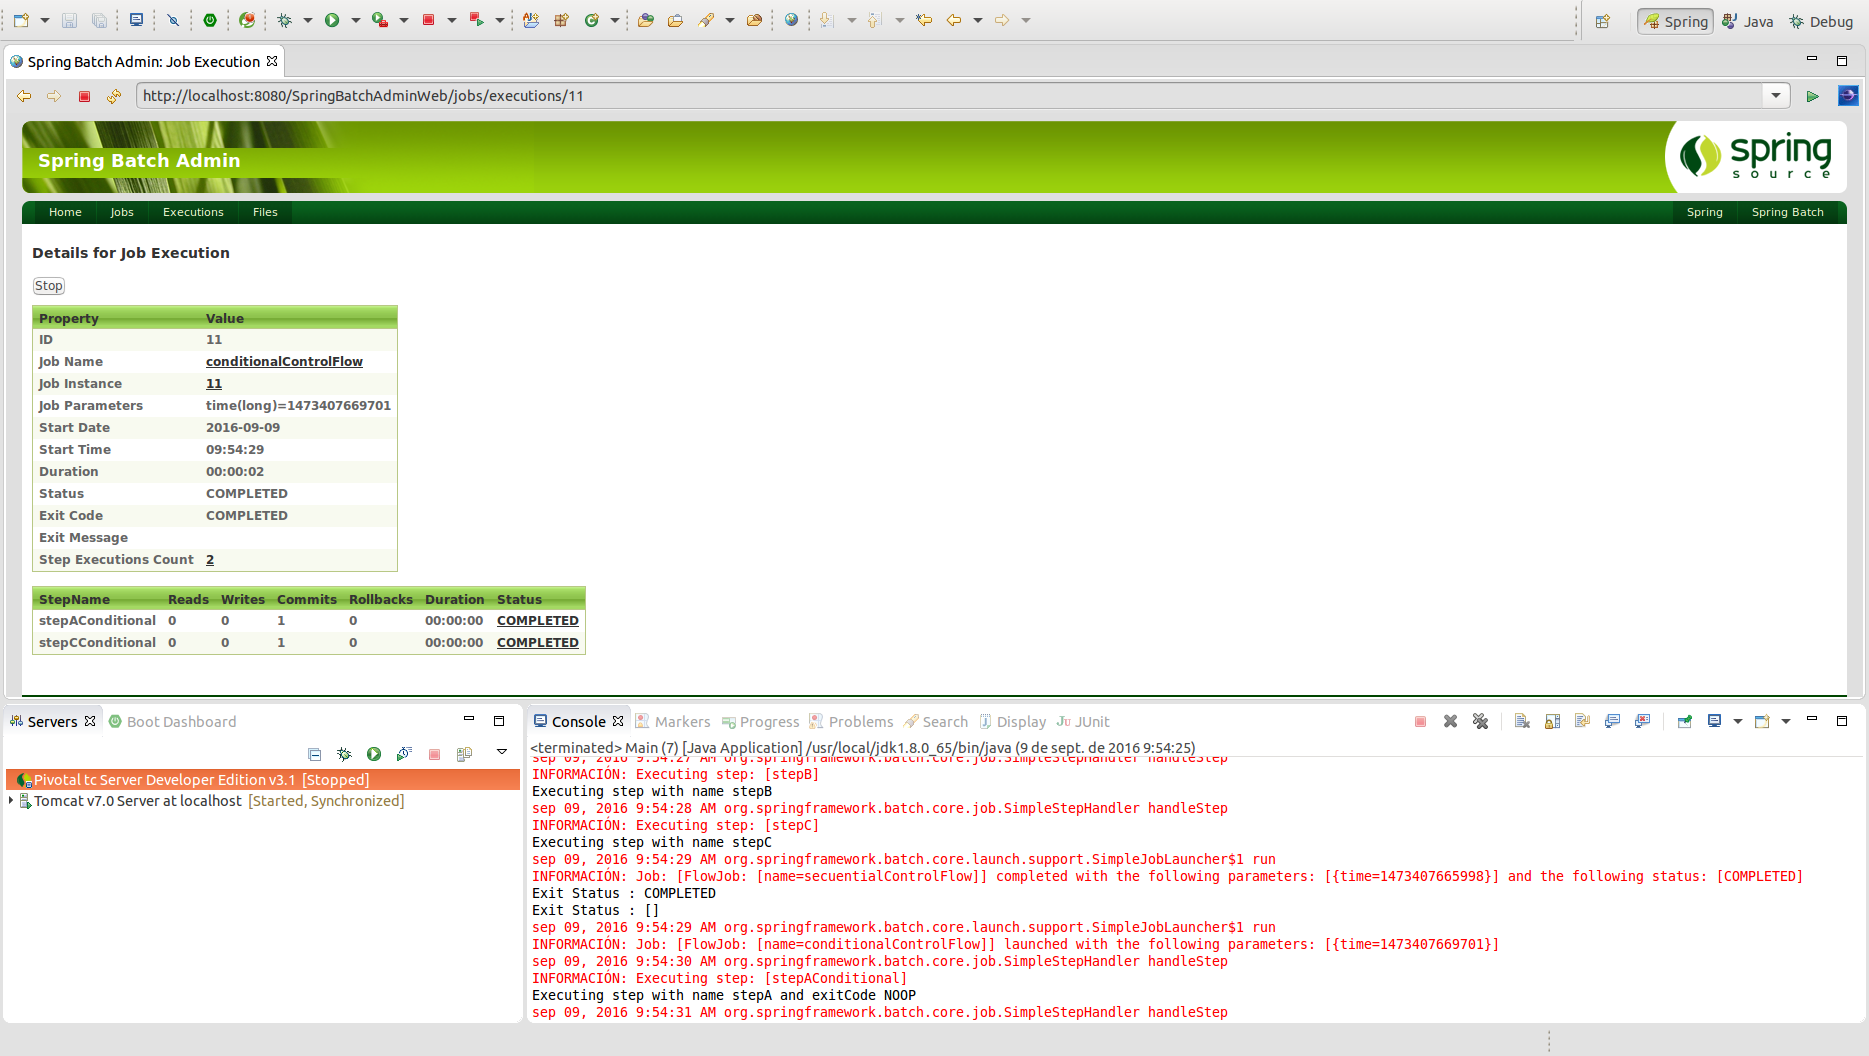 Spring
Java
Debug
Spring Batch Admin: Job Execution
http://localhost:8080/SpringBatchAdminWeb/jobs/executions/11
Spring Batch Admin
spring
source
Home Jobs Executions Files Spring Spring Batch
Details for Job Execution
Stop
Property Value
ID 11
Job Name conditionalControlFlow
Job Instance 11
Job Parameters time(long)=1473407669701
Start Date 2016-09-09
Start Time 09:54:29
Duration 00:00:02
Status COMPLETED
Exit Code COMPLETED
Exit Message
Step Executions Count 2
StepName Reads Writes Commits Rollbacks Duration Status
stepAConditional 0 0 1 0 00:00:00 COMPLETED
stepCConditional 0 0 1 0 00:00:00 COMPLETED
Servers Boot Dashboard
Pivotal tc Server Developer Edition v3.1 [Stopped]
Tomcat v7.0 Server at localhost [Started, Synchronized]
Console Markers Progress Problems Search Display JUnit
<terminated> Main (7) [Java Application] /usr/local/jdk1.8.0_65/bin/java (9 de sept. de 2016 9:54:25)
sep 09, 2016 9:54:27 AM org.springframework.batch.core.job.SimpleStepHandler handleStep
INFORMACIÓN: Executing step: [stepB]
Executing step with name stepB
sep 09, 2016 9:54:28 AM org.springframework.batch.core.job.SimpleStepHandler handleStep
INFORMACIÓN: Executing step: [stepC]
Executing step with name stepC
sep 09, 2016 9:54:29 AM org.springframework.batch.core.launch.support.SimpleJobLauncher$1 run
INFORMACIÓN: Job: [FlowJob: [name=secuentialControlFlow]] completed with the following parameters: [{time=1473407665998}] and the following status: [COMPLETED]
Exit Status : COMPLETED
Exit Status : []
sep 09, 2016 9:54:29 AM org.springframework.batch.core.launch.support.SimpleJobLauncher$1 run
INFORMACIÓN: Job: [FlowJob: [name=conditionalControlFlow]] launched with the following parameters: [{time=1473407669701}]
sep 09, 2016 9:54:30 AM org.springframework.batch.core.job.SimpleStepHandler handleStep
INFORMACIÓN: Executing step: [stepAConditional]
Executing step with name stepA and exitCode NOOP
sep 09, 2016 9:54:31 AM org.springframework.batch.core.job.SimpleStepHandler handleStep